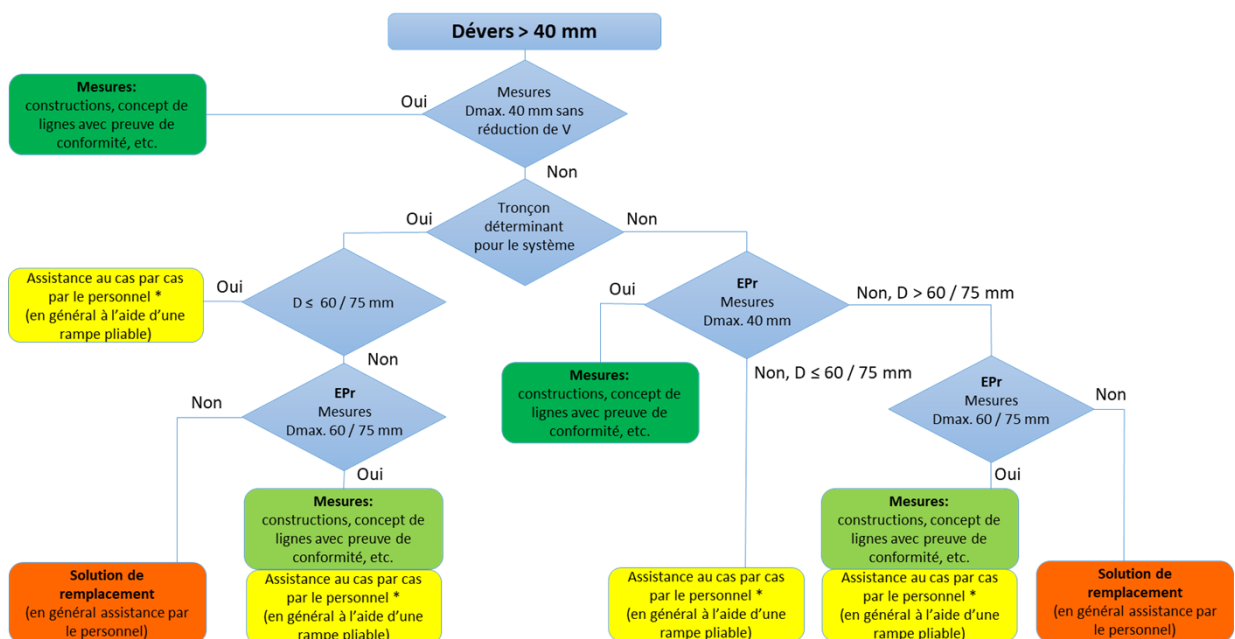 Dévers > 40 mm
Mesures:
constructions, concept de
lignes avec preuve de
conformité, etc.
Oui
Mesures
Dmax. 40 mm sans
réduction de V
Non
Oui
Tronçon
déterminant
pour le système
Non
Assistance au cas par cas
par le personnel *
(en général à l’aide d’une
rampe pliable)
Oui
D ≤ 60 / 75 mm
Oui
EPr
Mesures
Dmax. 40 mm
Non, D > 60 / 75 mm
Non
Mesures:
constructions, concept de
lignes avec preuve de
conformité, etc.
Non, D ≤ 60 / 75 mm
Non
EPr
Mesures
Dmax. 60 / 75 mm
EPr
Mesures
Dmax. 60 / 75 mm
Non
Oui
Oui
Mesures:
constructions, concept de
lignes avec preuve de
conformité, etc.
Mesures:
constructions, concept de
lignes avec preuve de
conformité, etc.
Solution de
remplacement
(en général assistance par
le personnel)
Assistance au cas par cas
par le personnel *
(en général à l’aide d’une
rampe pliable)
Assistance au cas par cas
par le personnel *
(en général à l’aide d’une
rampe pliable)
Assistance au cas par cas
par le personnel *
(en général à l’aide d’une
rampe pliable)
Solution de
remplacement
(en général assistance par
le personnel)